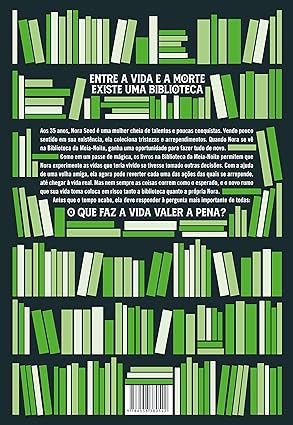 ENTRE A VIDA E A MORTE
EXISTE UMA BIBLIOTECA
Aos 35 anos, Nora Seed é uma mulher cheia de talentos e poucas conquistas. Vendo pouco
sentido em sua existência, ela coleciona tristezas e arrependimentos. Quando Nora se vê
na Biblioteca da Meia-Noite, ganha uma oportunidade para fazer tudo de novo.
Como em um passe de mágica, os livros na Biblioteca da Meia-Noite permitem que
Nora experimente as vidas que teria vivido se tivesse tomado outras decisões. Com a ajuda
de uma velha amiga, ela agora pode reverter cada uma das ações das quais se arrepende,
até chegar à vida real. Mas nem sempre as coisas correm como o esperado, e o novo rumo
que sua vida toma coloca em risco tanto a biblioteca quanto a própria Nora.
Antes que o tempo acabe, ela deve responder à pergunta mais importante de todas:
O QUE FAZ A VIDA VALER A PENA?